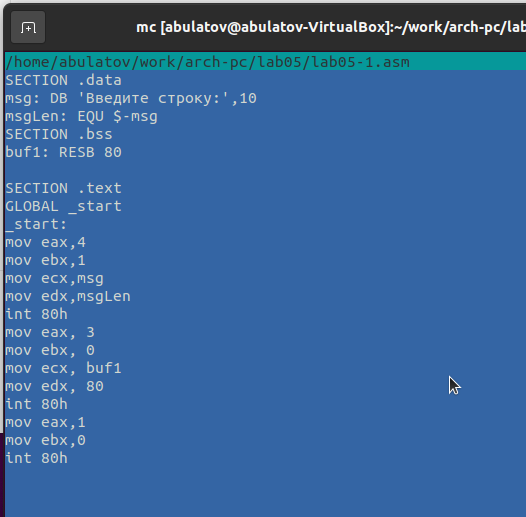 mc [abulatov@abulatov-VirtualBox]:~/work/arch-pc/lab
/home/abulatov/work/arch-pc/lab05/lab05-1.asm
SECTION .data
msg: DB 'Введите строку:',10
msgLen: EQU $-msg
SECTION .bss
buf1: RESB 80
SECTION .text
GLOBAL _start
_start:
mov eax,4
mov ebx,1
mov ecx,msg
mov edx,msgLen
int 80h
mov eax, 3
mov ebx, 0
mov ecx, buf1
mov edx, 80
int 80h
mov eax,1
mov ebx,0
int 80h